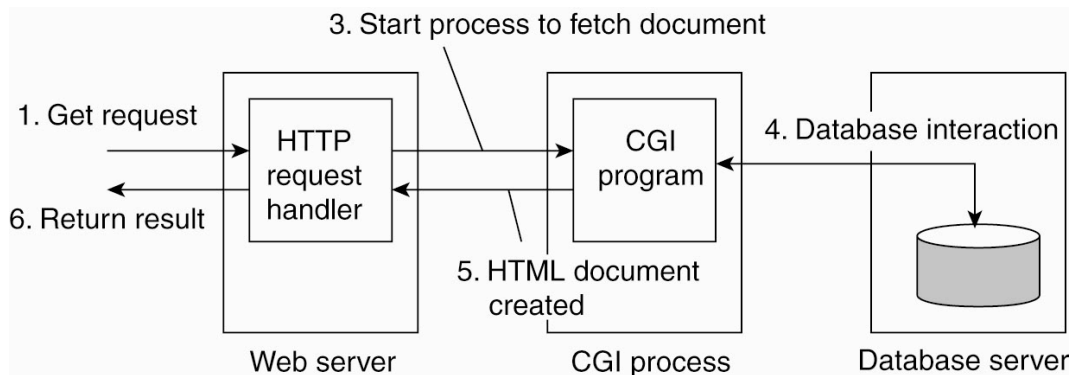 3. Start process to fetch document
1. Get request
HTTP
request
handler
CGI
program
4. Database interaction
6. Return result
5. HTML document
created
Web server
CGI process
Database server